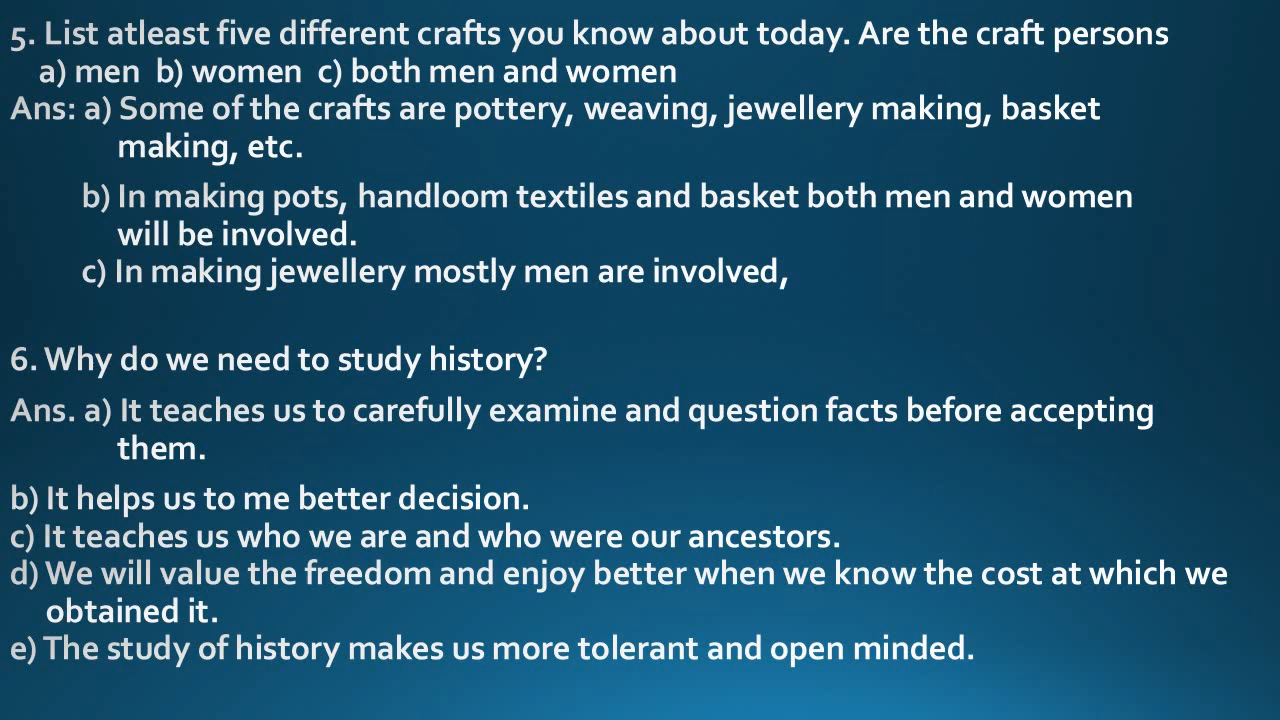 5. List atleast five different crafts you know about today. Are the craft persons
a) men b) women c) both men and women
Ans: a) Some of the crafts are pottery, weaving, jewellery making, basket
making, etc.
b) In making pots, handloom textiles and basket both men and women
will be involved.
c) In making jewellery mostly men are involved,
6. Why do we need to study history?
Ans. a) It teaches us to carefully examine and question facts before accepting
them.
b) It helps us to me better decision.
c) It teaches us who we are and who were our ancestors.
d) We will value the freedom and enjoy better when we know the cost at which we
obtained it.
e) The study of history makes us more tolerant and open minded.